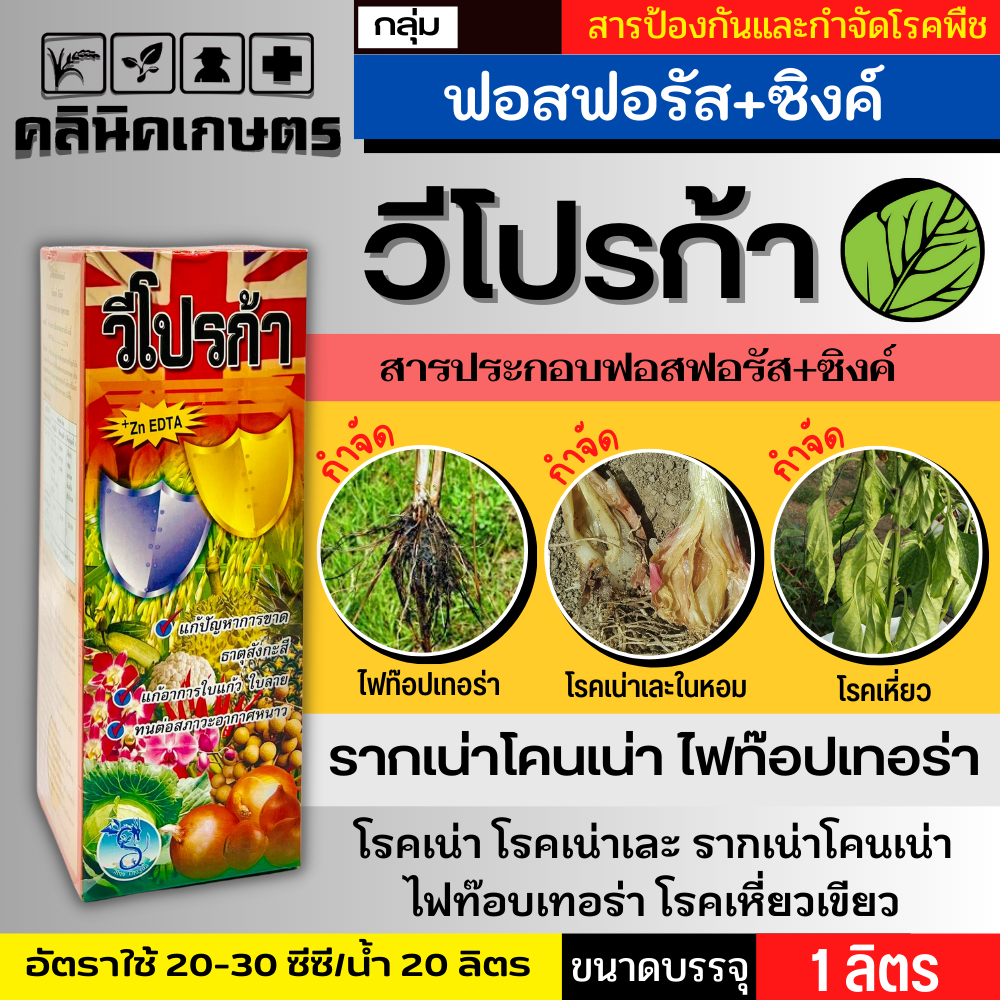 กลุ่ม
สารป้องกันและกำจัดโรคพืช
ฟอสฟอรัส+ซิงค์
คลินิคเกษตร
วีโปรก้า
สารประกอบฟอสฟอรัส+ซิงค์
วีโปรก้า
+Zn EDTA
แก้ปัญหาการขาด
ธาตุสังกะสี
แก้อาการใบแก้ว ใบลาย
ทนต่อสภาวะอากาศหนาว
กำจัด
กำจัด
กำจัด
ไฟท๊อปเทอร่า
โรคเน่าเละในหอม
โรคเหี่ยว
รากเน่าโคนเน่า ไฟท๊อปเทอร่า
โรคเน่า โรคเน่าเละ รากเน่าโคนเน่า
ไฟท๊อบเทอร่า โรคเหี่ยวเขียว
อัตราใช้ 20-30 ซีซี/น้ำ 20 ลิตร
ขนาดบรรจุ
1 ลิตร